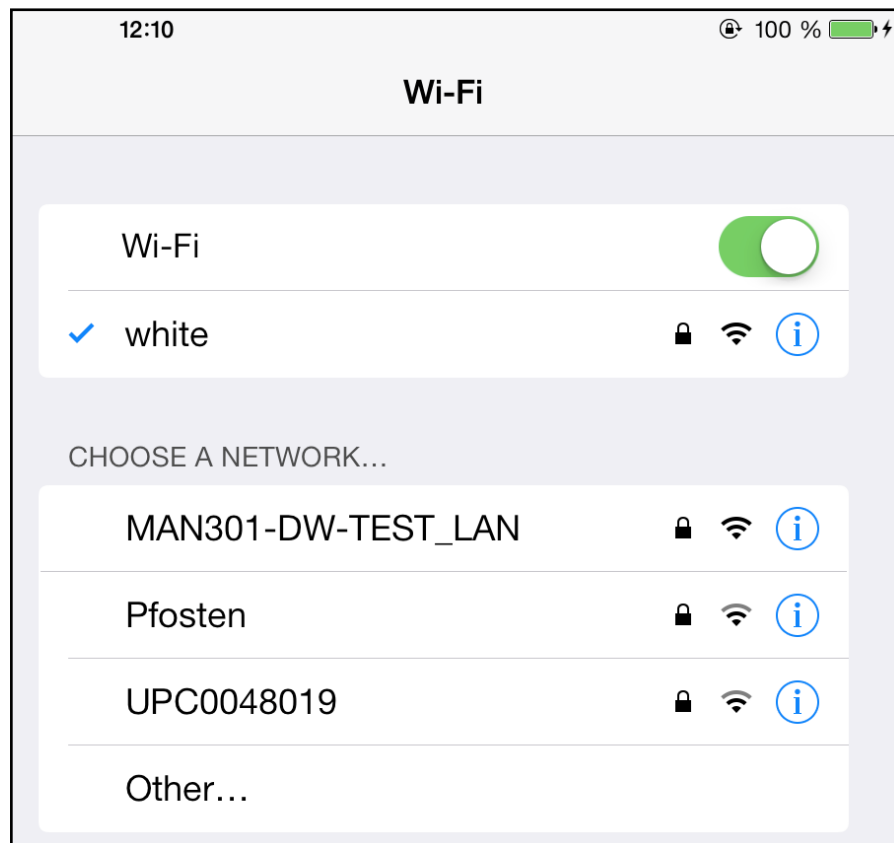 12:10 100 %
Wi-Fi
Wi-Fi
white
CHOOSE A NETWORK...
MAN301-DW-TEST_LAN
Pfosten
UPC0048019
Other...